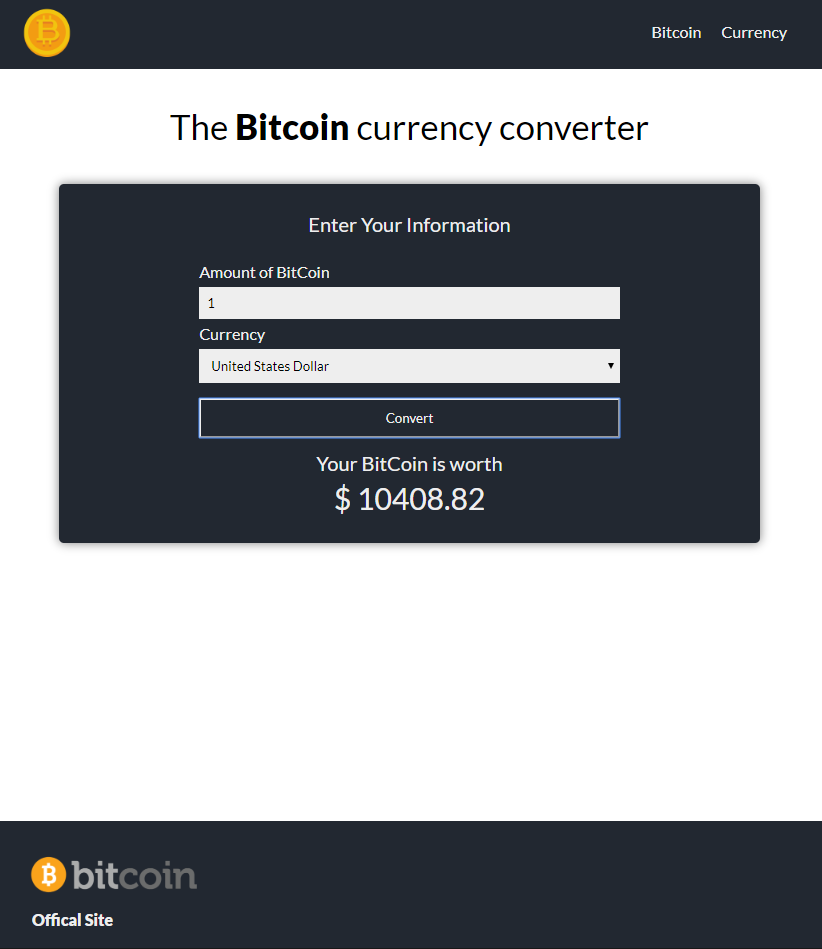 Bitcoin Currency
The Bitcoin currency converter
Enter Your Information
Amount of BitCoin
1
Currency
United States Dollar
Convert
Your BitCoin is worth
$ 10408.82
bitcoin
Offical Site